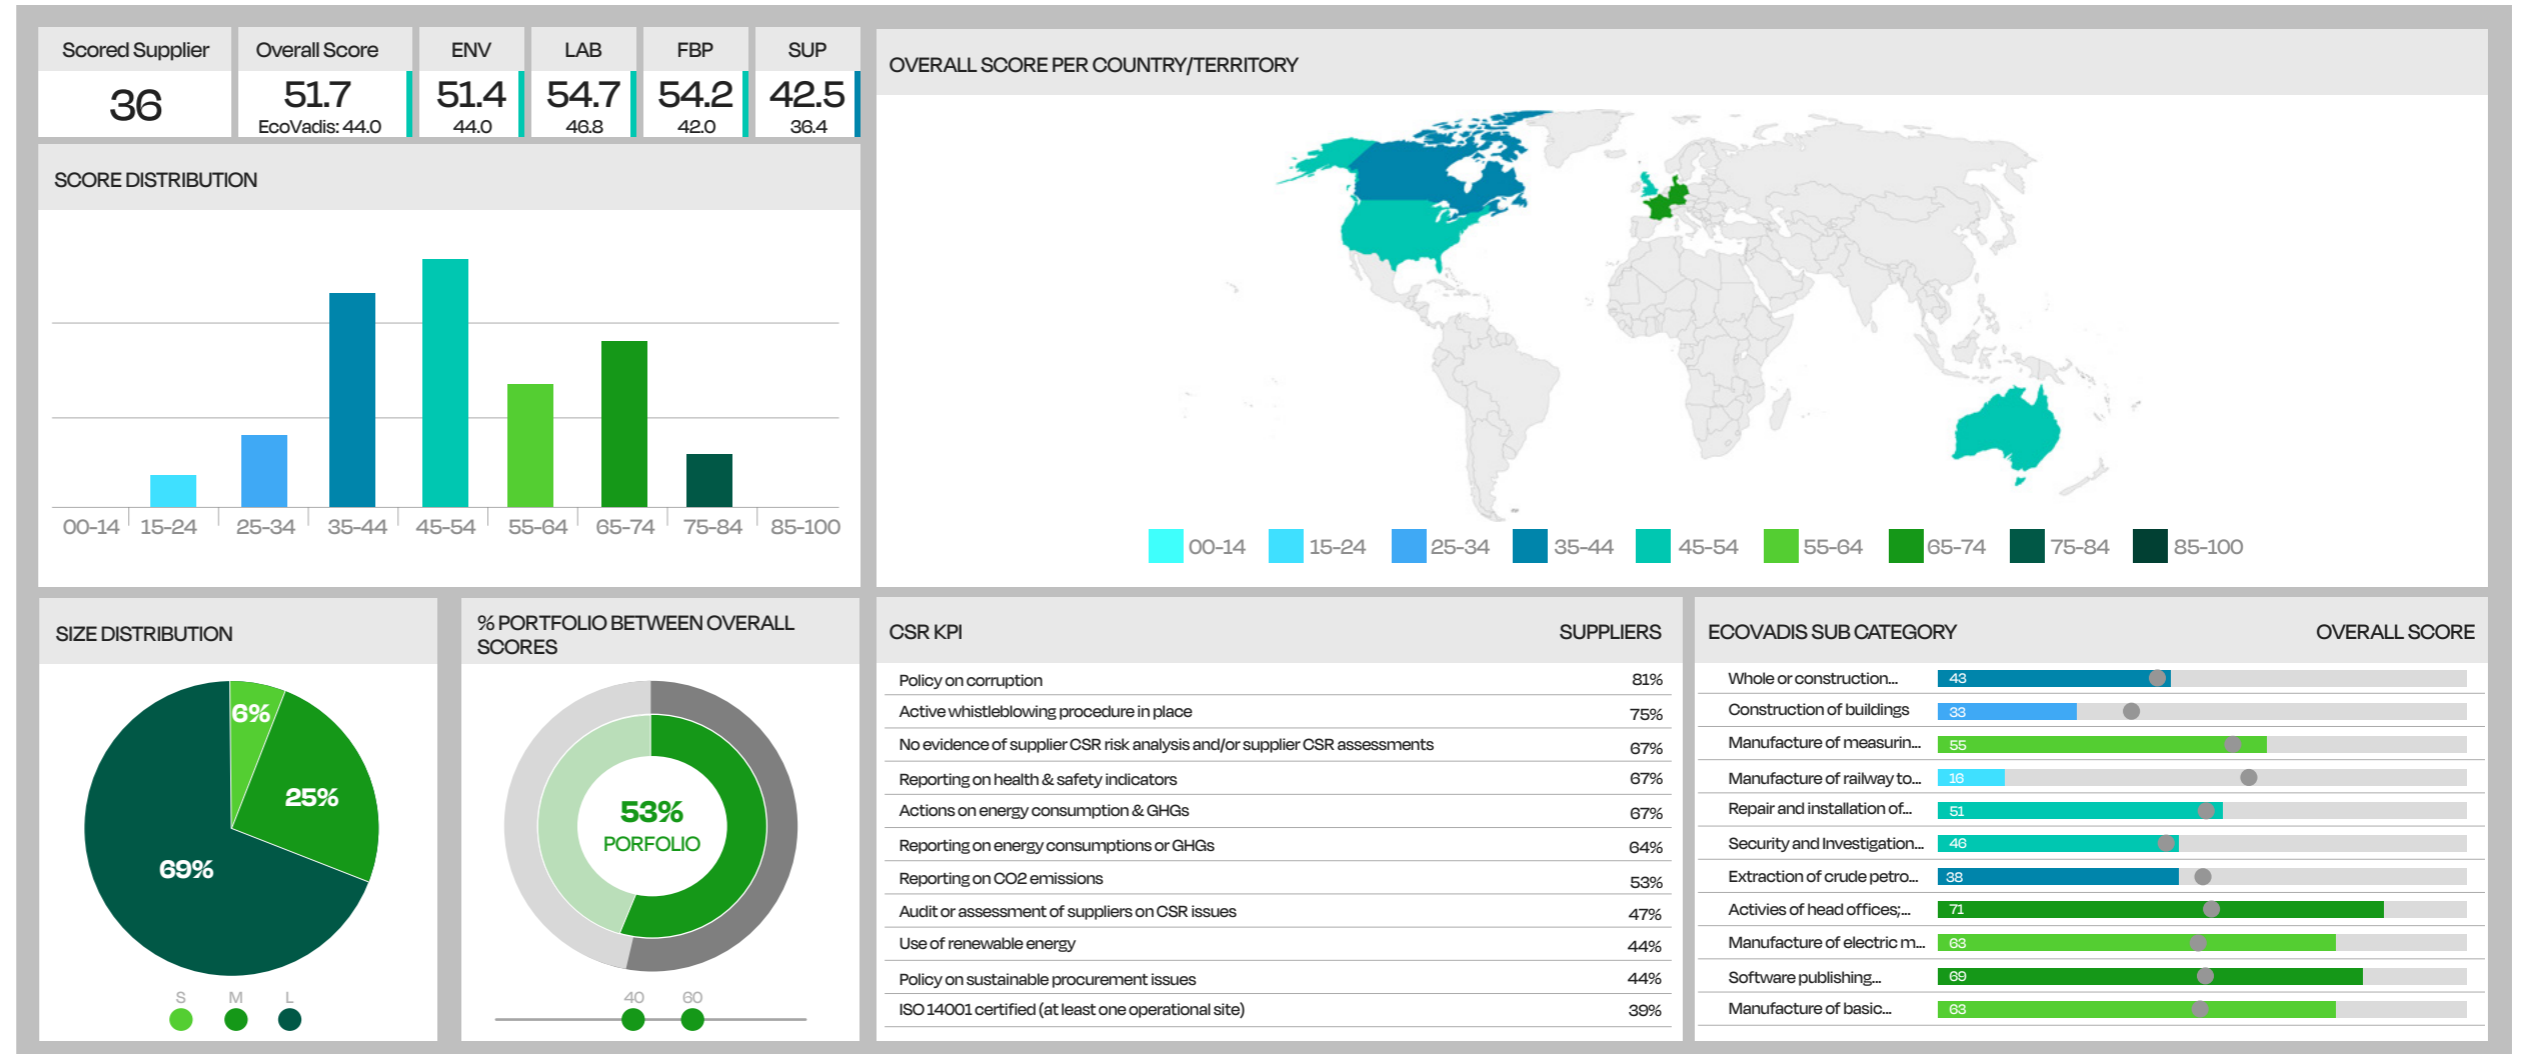 Scored Supplier
36
Overall Score
51.7
EcoVadis: 44.0
ENV
51.4
44.0
LAB
54.7
46.8
FBP
54.2
42.0
SUP
42.5
36.4
SCORE DISTRIBUTION
00-14 15-24 25-34 35-44 45-54 55-64 65-74 75-84 85-100
OVERALL SCORE PER COUNTRY/TERRITORY
00-14 15-24 25-34 35-44 45-54 55-64 65-74 75-84 85-100
SIZE DISTRIBUTION
6%
25%
69%
S M L
% PORTFOLIO BETWEEN OVERALL
SCORES
53%
PORFOLIO
40 60
CSR KPI SUPPLIERS
Policy on corruption 81%
Active whistleblowing procedure in place 75%
No evidence of supplier CSR risk analysis and/or supplier CSR assessments 67%
Reporting on health & safety indicators 67%
Actions on energy consumption & GHGs 67%
Reporting on energy consumptions or GHGs 64%
Reporting on CO2 emissions 53%
Audit or assessment of suppliers on CSR issues 47%
Use of renewable energy 44%
Policy on sustainable procurement issues 44%
ISO 14001 certified (at least one operational site) 39%
ECOVADIS SUB CATEGORY OVERALL SCORE
Whole or construction... 43
Construction of buildings 33
Manufacture of measurin... 55
Manufacture of railway to... 16
Repair and installation of... 51
Security and Investigation... 46
Extraction of crude petro... 38
Activies of head offices;... 71
Manufacture of electric m... 63
Software publishing... 69
Manufacture of basic... 63